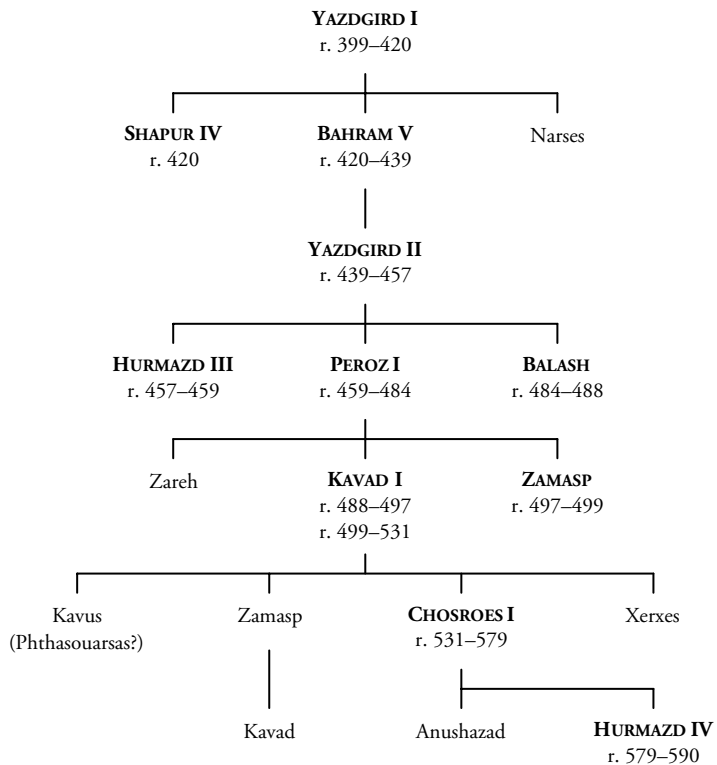 YAZDGIRD I
r. 399–420
SHAPUR IV
r. 420
BAHRAM V
r. 420–439
Narses
YAZDGIRD II
r. 439–457
HURMAZD III
r. 457–459
PEROZ I
r. 459–484
BALASH
r. 484–488
Zareh
KAVAD I
r. 488–497
r. 499–531
ZAMASP
r. 497–499
Kavus
(Phthasouarsas?)
Zamasp
CHOSROES I
r. 531–579
Xerxes
Kavad
Anushazad
HURMAZD IV
r. 579–590